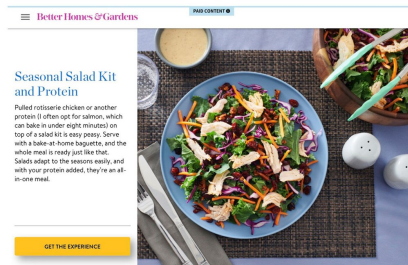 PAID CONTENT
Better Homes & Gardens
Seasonal Salad Kit
and Protein
Pulled rotisserie chicken or another
protein (I often opt for salmon, which
can bake in under eight minutes) on
top of a salad kit is easy peasy. Serve
with a bake-at-home baguette, and the
whole meal is ready just like that.
Salads adapt to the seasons easily, and
with your protein added, they're an all-
in-one meal.
GET THE EXPERIENCE